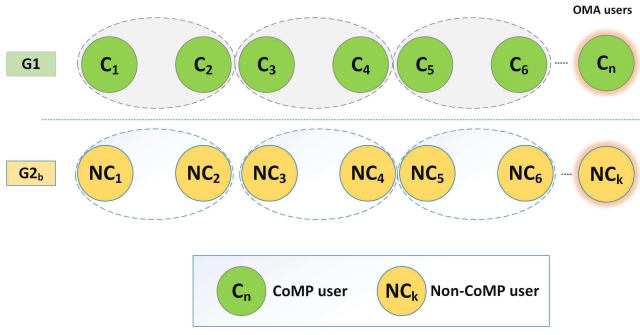 OMA users
G1 C₁ C₂ C₃ C₄ C₅ C₆ ..... Cₙ
G2b NC₁ NC₂ NC₃ NC₄ NC₅ NC₆ ..... NCₖ
Cₙ CoMP user NCₖ Non-CoMP user